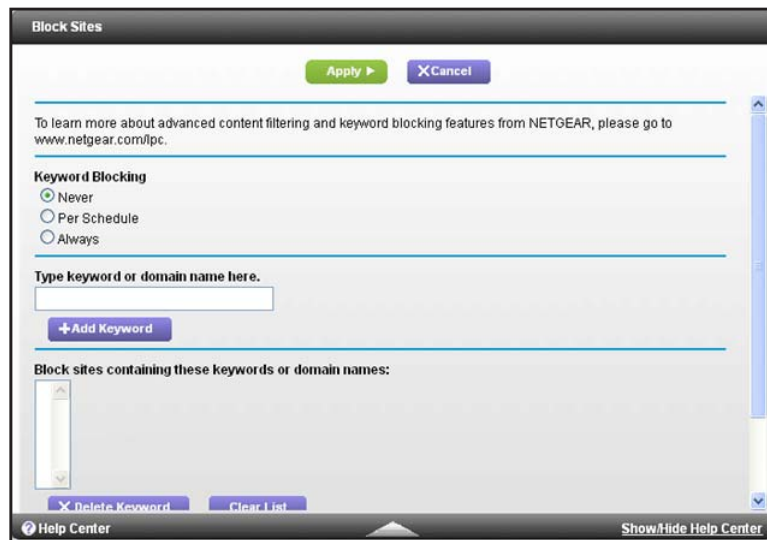 Block Sites
Apply
Cancel
To learn more about advanced content filtering and keyword blocking features from NETGEAR, please go to
www.netgear.com/lpc.
Keyword Blocking
Never
Per Schedule
Always
Type keyword or domain name here.
Add Keyword
Block sites containing these keywords or domain names:
Delete Keyword
Clear List
Help Center
Show/Hide Help Center